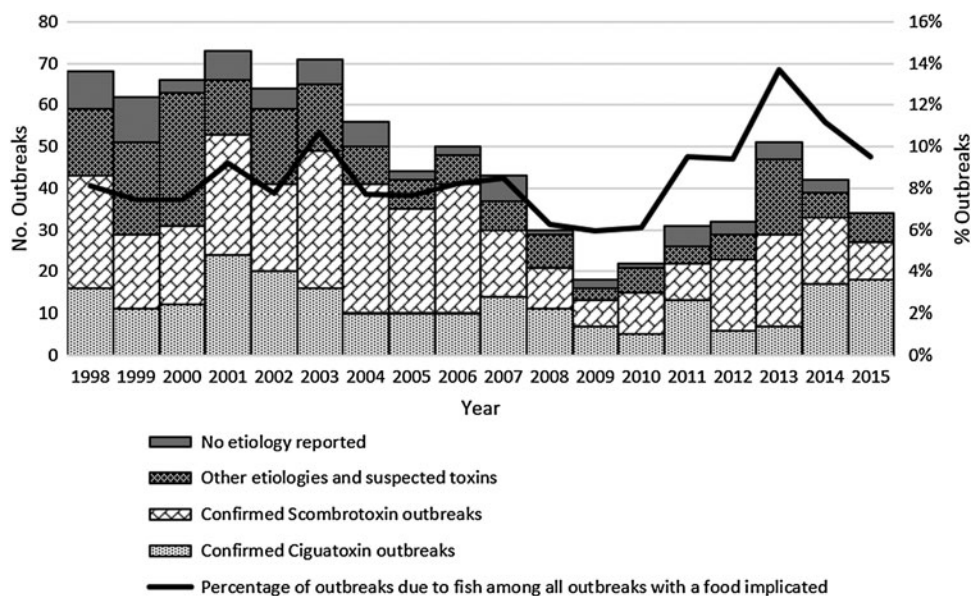 80
70
60
50
40
30
20
10
0
No. Outbreaks
16%
14%
12%
10%
8%
6%
4%
2%
0%
% Outbreaks
1998 1999 2000 2001 2002 2003 2004 2005 2006 2007 2008 2009 2010 2011 2012 2013 2014 2015
Year
No etiology reported
Other etiologies and suspected toxins
Confirmed Scombrotoxin outbreaks
Confirmed Ciguatoxin outbreaks
Percentage of outbreaks due to fish among all outbreaks with a food implicated